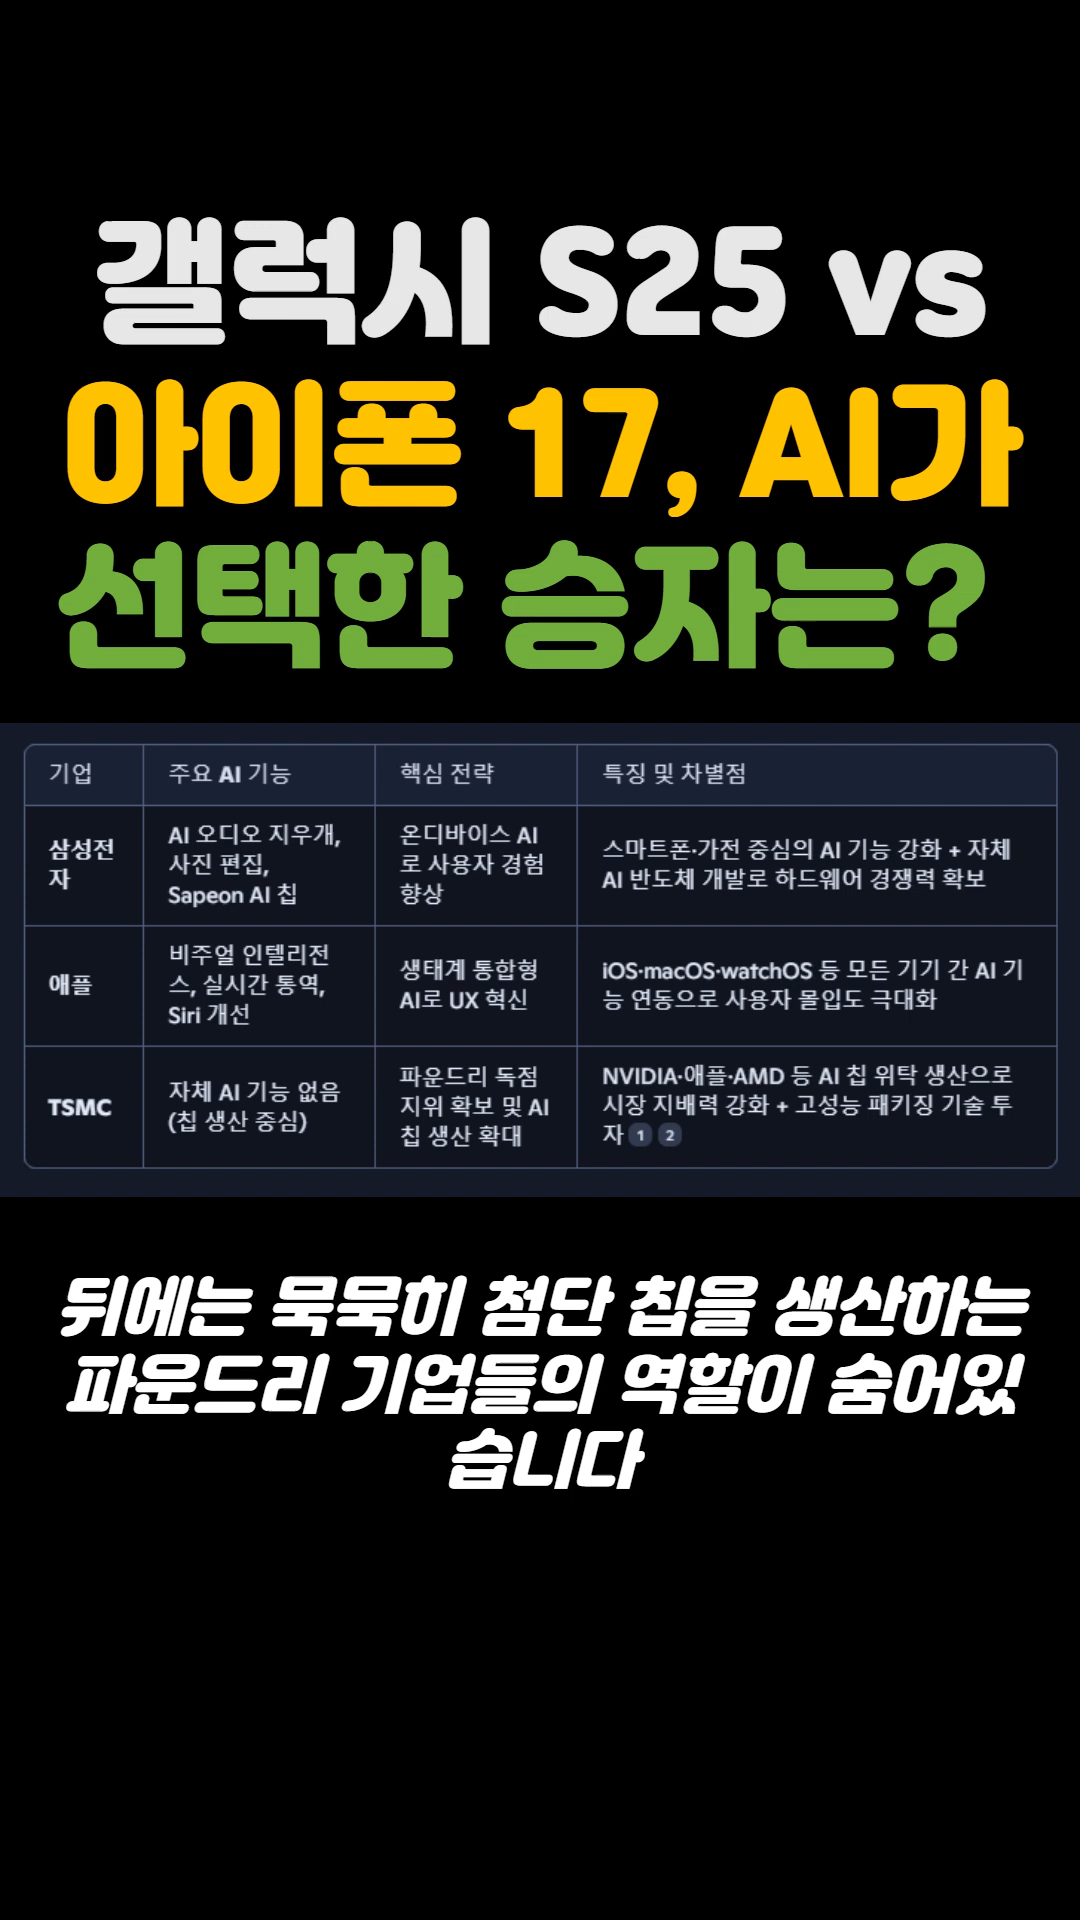 갤럭시 S25 vs
아이폰 17, AI가
선택한 승자는?
기업
주요 AI 기능
핵심 전략
특징 및 차별점
삼성전
자
AI 오디오 지우개,
사진 편집,
Sapeon AI 칩
온디바이스 AI
로 사용자 경험
향상
스마트폰·가전 중심의 AI 기능 강화 + 자체
AI 반도체 개발로 하드웨어 경쟁력 확보
애플
비주얼 인텔리전
스, 실시간 통역,
Siri 개선
생태계 통합형
AI로 UX 혁신
iOS·macOS·watchOS 등 모든 기기 간 AI 기
능 연동으로 사용자 몰입도 극대화
TSMC
자체 AI 기능 없음
(칩 생산 중심)
파운드리 독점
지위 확보 및 AI
칩 생산 확대
NVIDIA·애플·AMD 등 AI 칩 위탁 생산으로
시장 지배력 강화 + 고성능 패키징 기술 투
자 1 2
뒤에는 묵묵히 첨단 칩을 생산하는
파운드리 기업들의 역할이 숨어있
습니다